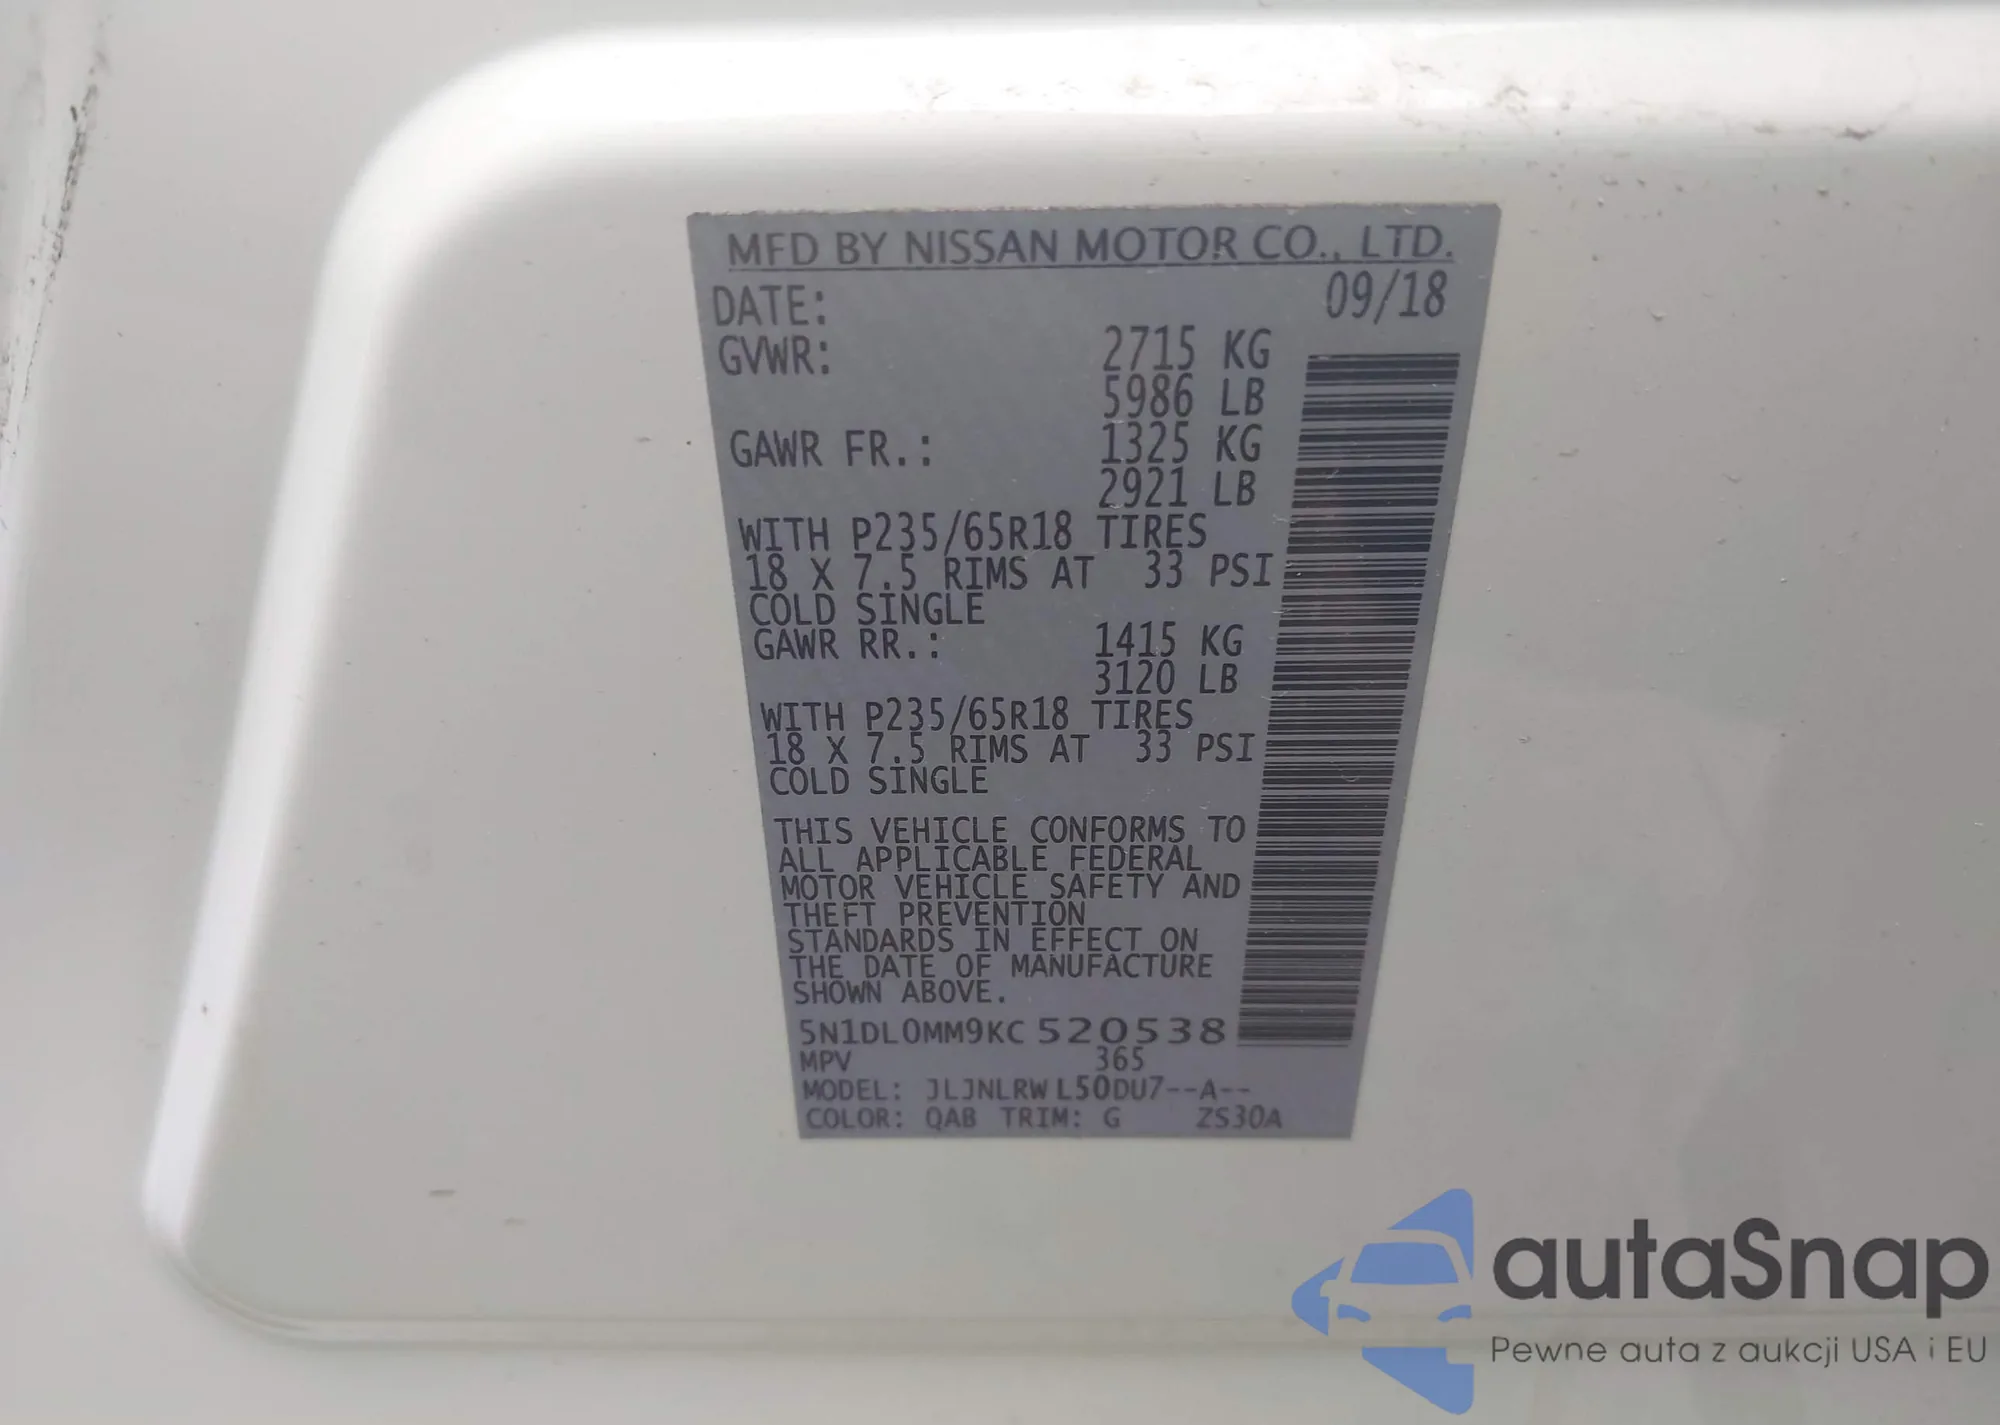 MFD BY NISSAN MOTOR CO., LTD.
DATE: 09/18
GVWR: 2715 KG
5986 LB
GAWR FR.: 1325 KG
2921 LB
WITH P235/65R18 TIRES
18 X 7.5 RIMS AT 33 PSI
COLD SINGLE
GAWR RR.: 1415 KG
3120 LB
WITH P235/65R18 TIRES
18 X 7.5 RIMS AT 33 PSI
COLD SINGLE
THIS VEHICLE CONFORMS TO
ALL APPLICABLE FEDERAL
MOTOR VEHICLE SAFETY AND
THEFT PREVENTION
STANDARDS IN EFFECT ON
THE DATE OF MANUFACTURE
SHOWN ABOVE.
5N1DL0MM9KC 520538
MPV 365
MODEL: JLJNLRW L50DU7--A--
COLOR: QAB TRIM: G ZS30A
autaSnap
Pewne auta z aukcji USA i EU